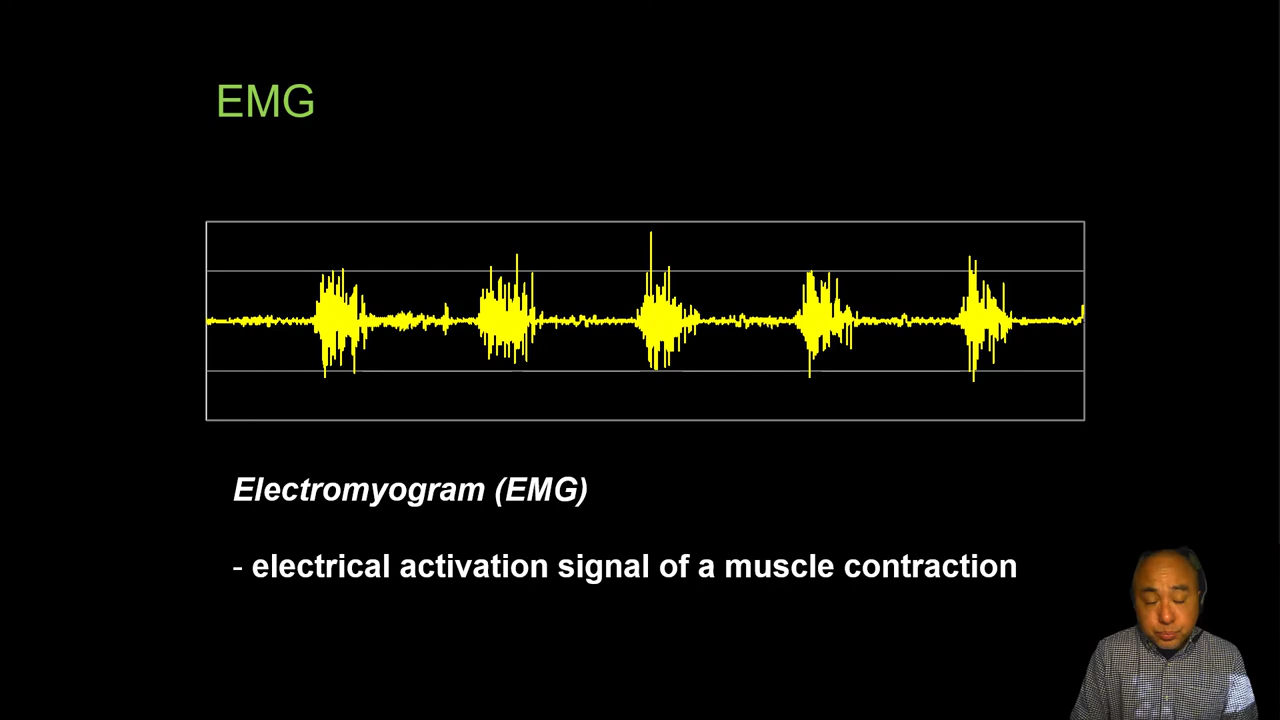 EMG
Electromyogram (EMG)
- electrical activation signal of a muscle contraction